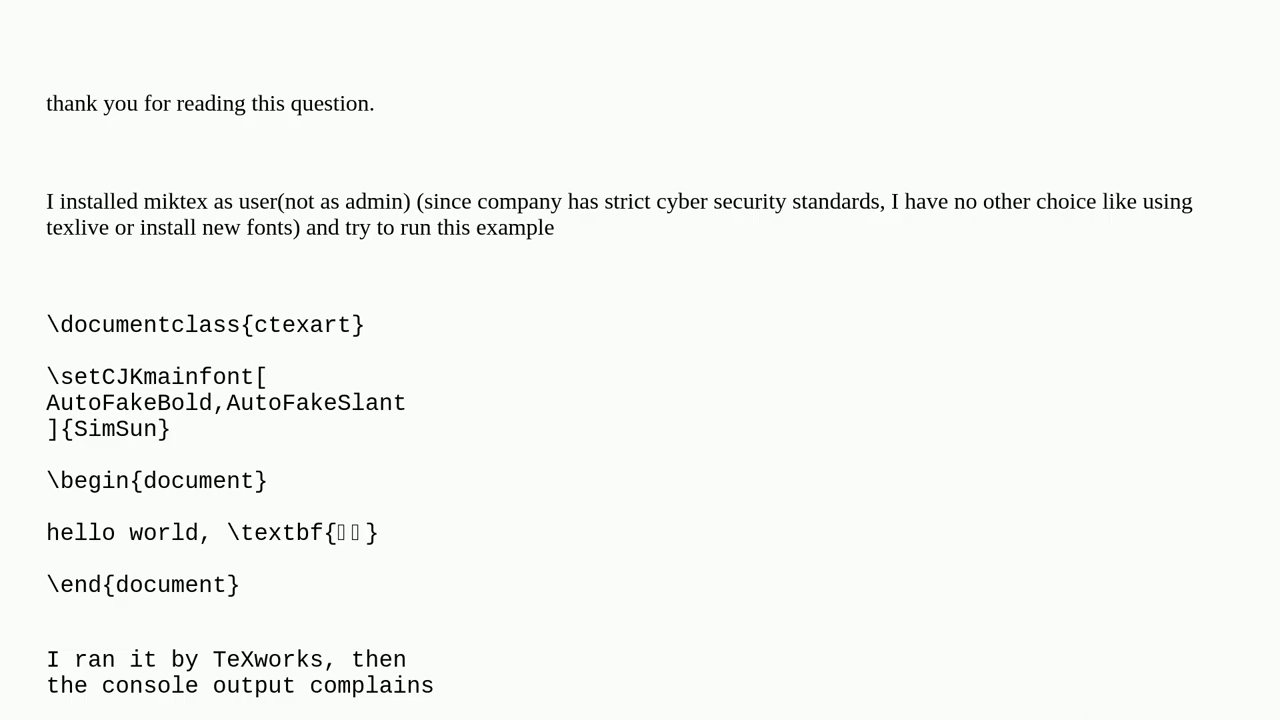 thank you for reading this question.
I installed miktex as user(not as admin) (since company has strict cyber security standards, I have no other choice like using
texlive or install new fonts) and try to run this example
\documentclass{ctexart}
\setCJKmainfont[
AutoFakeBold,AutoFakeSlant
]{SimSun}
\begin{document}
hello world, \textbf{}
\end{document}
I ran it by TeXworks, then
the console output complains